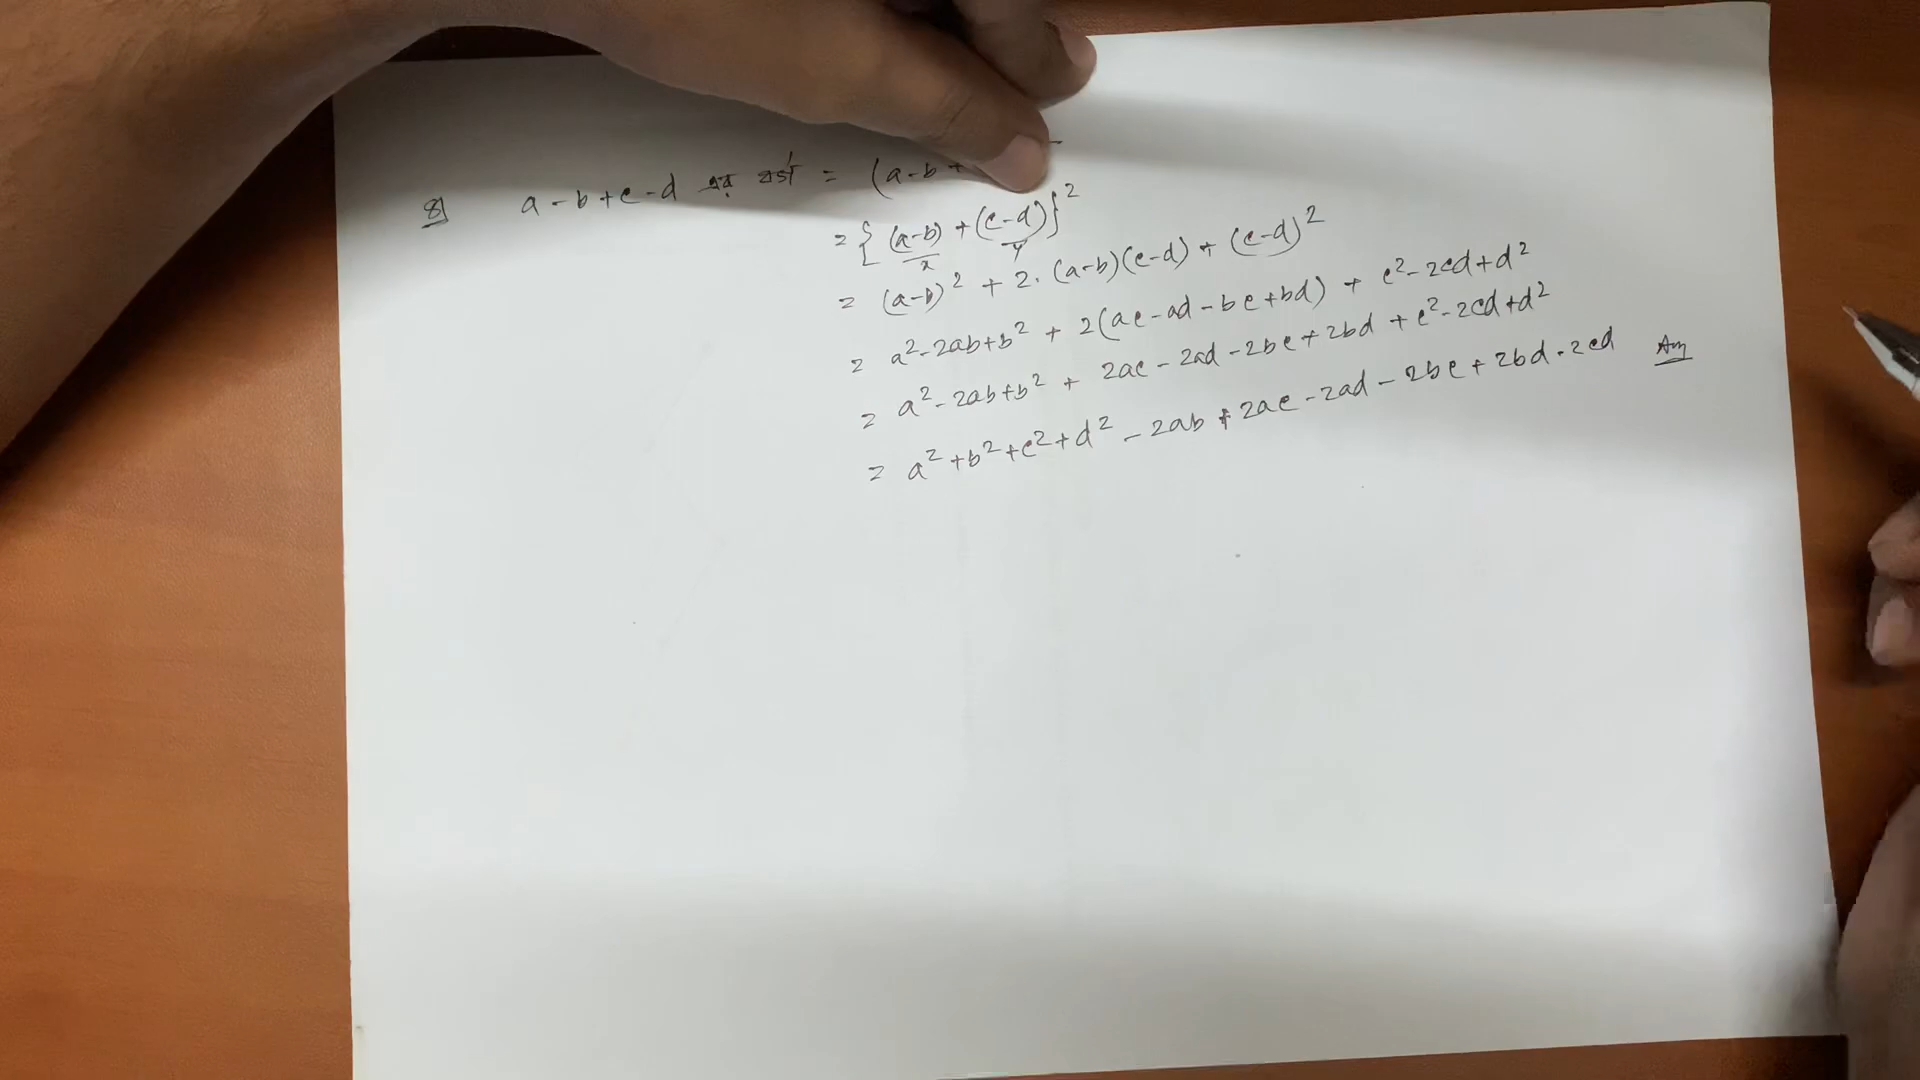 ৪] a-b+c-d এর বর্গ = (a-b+
= {(a-b) + (c-d)}²
x y
= (a-b)² + 2.(a-b)(c-d) + (c-d)²
= a²-2ab+b² + 2(ac-ad-bc+bd) + c²-2cd+d²
= a²-2ab+b² + 2ac-2ad-2bc+2bd+c²-2cd+d²
= a²+b²+c²+d²-2ab+2ac-2ad-2bc+2bd-2cd Ans